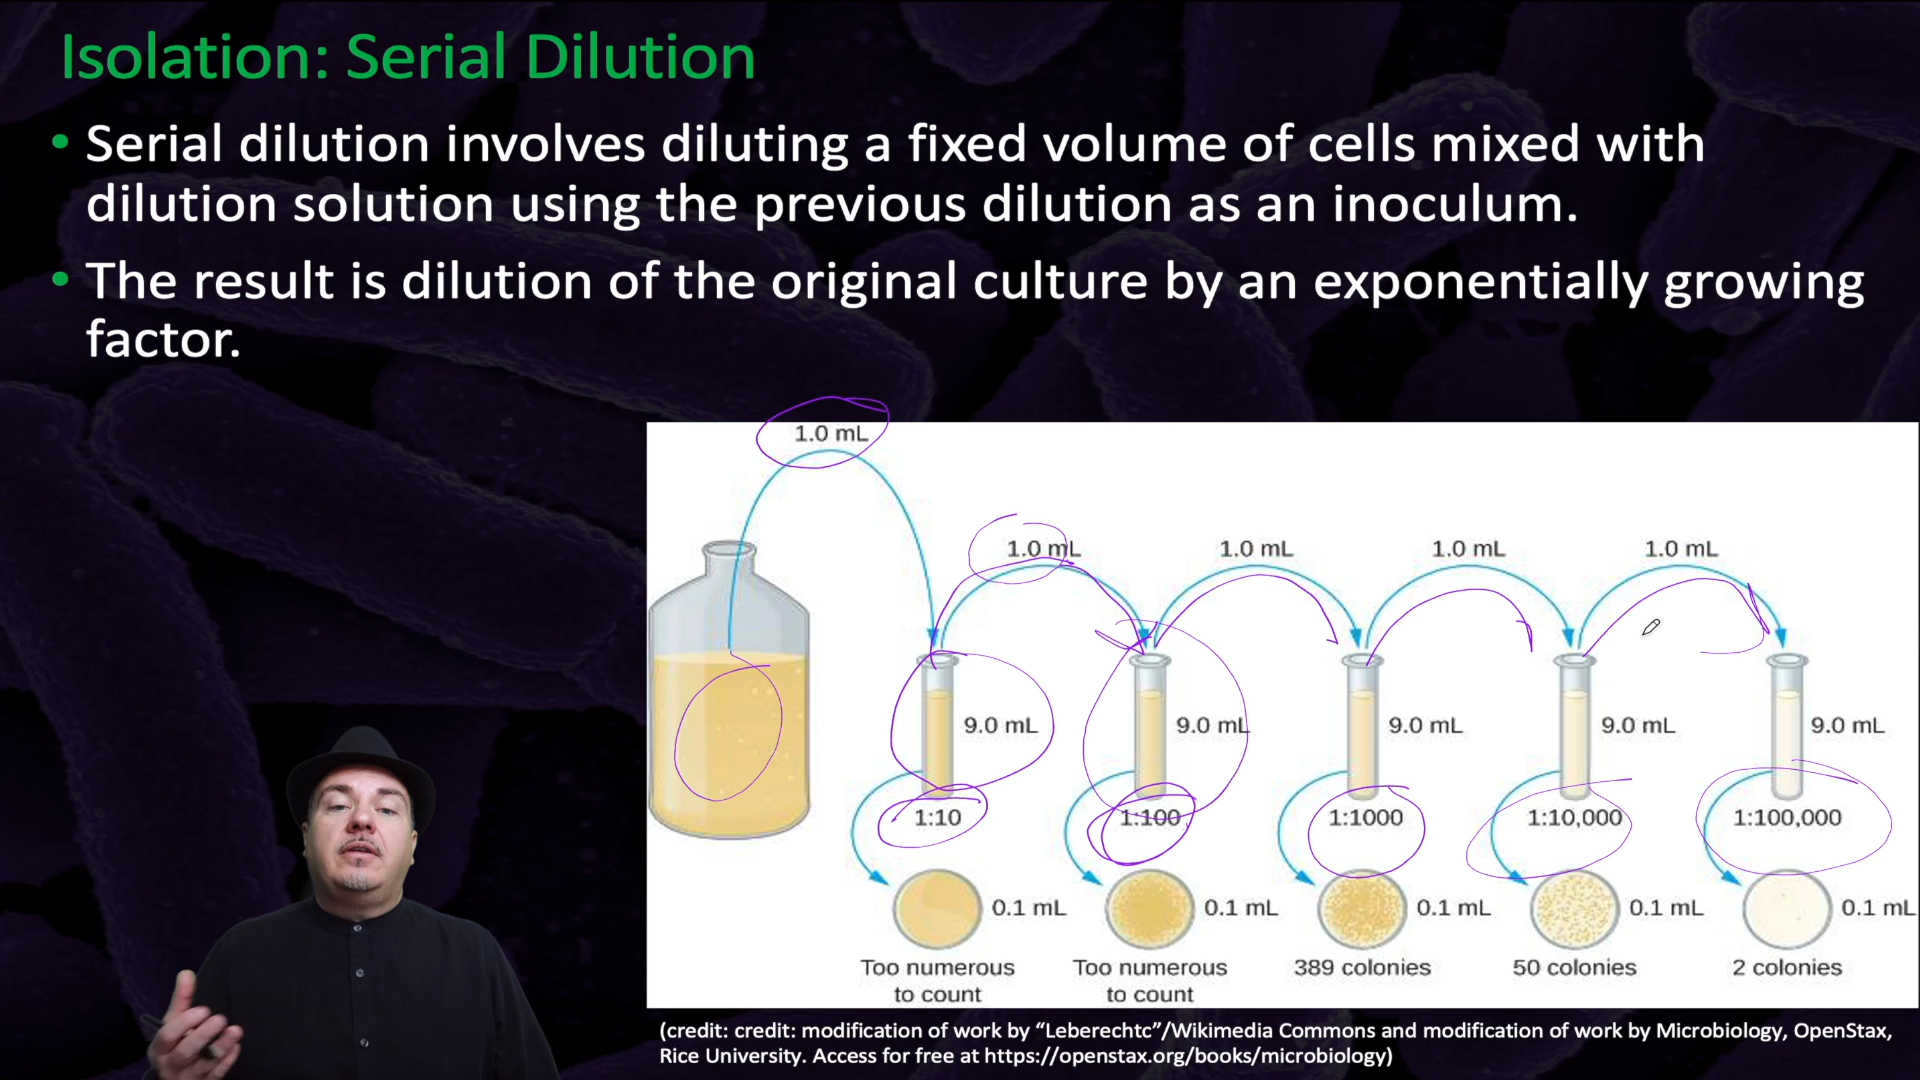 Isolation: Serial Dilution
• Serial dilution involves diluting a fixed volume of cells mixed with
dilution solution using the previous dilution as an inoculum.
• The result is dilution of the original culture by an exponentially growing
factor.
1.0 mL
1.0 mL 1.0 mL 1.0 mL 1.0 mL
9.0 mL 9.0 mL 9.0 mL 9.0 mL 9.0 mL
1:10 1:100 1:1000 1:10,000 1:100,000
0.1 mL 0.1 mL 0.1 mL 0.1 mL 0.1 mL
Too numerous Too numerous 389 colonies 50 colonies 2 colonies
to count to count
(credit: credit: modification of work by “Leberechtc”/Wikimedia Commons and modification of work by Microbiology, OpenStax,
Rice University. Access for free at https://openstax.org/books/microbiology)